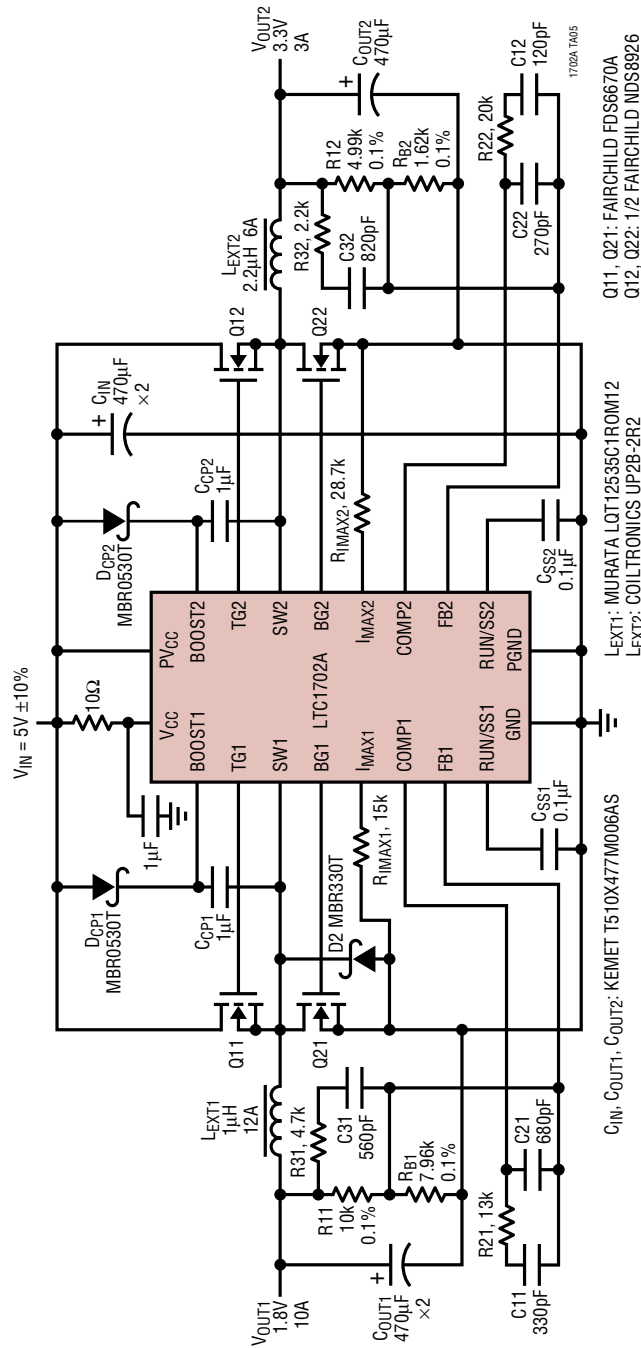 VIN = 5V ±10%
DCP1
MBR0530T
1µF
10Ω
DCP2
MBR0530T
CIN
470µF
×2
+
CCP1
1µF
VCC
PVCC
BOOST1
BOOST2
CCP2
1µF
TG1
TG2
SW1
SW2
BG1
BG2
LTC1702A
IMAX1
IMAX2
COMP1
COMP2
FB1
FB2
RUN/SS1
RUN/SS2
GND
PGND
Q11
Q21
Q12
Q22
D2 MBR330T
RIMAX1, 15k
RIMAX2, 28.7k
CSS1
0.1µF
CSS2
0.1µF
VOUT1
1.8V
10A
LEXT1
1µH
12A
R31, 4.7k
C31
560pF
R11
10k
0.1%
RB1
7.96k
0.1%
COUT1
470µF
×2
+
R21, 13k
C21
680pF
C11
330pF
LEXT2
2.2µH 6A
VOUT2
3.3V
3A
R32, 2.2k
C32
820pF
R12
4.99k
0.1%
RB2
1.62k
0.1%
+
COUT2
470µF
R22, 20k
C22
270pF
C12
120pF
1702A TA05
CIN, COUT1, COUT2: KEMET T510X477M006AS
LEXT1: MURATA LQT12535C1ROM12
LEXT2: COILTRONICS UP2B-2R2
Q11, Q21: FAIRCHILD FDS6670A
Q12, Q22: 1/2 FAIRCHILD NDS8926